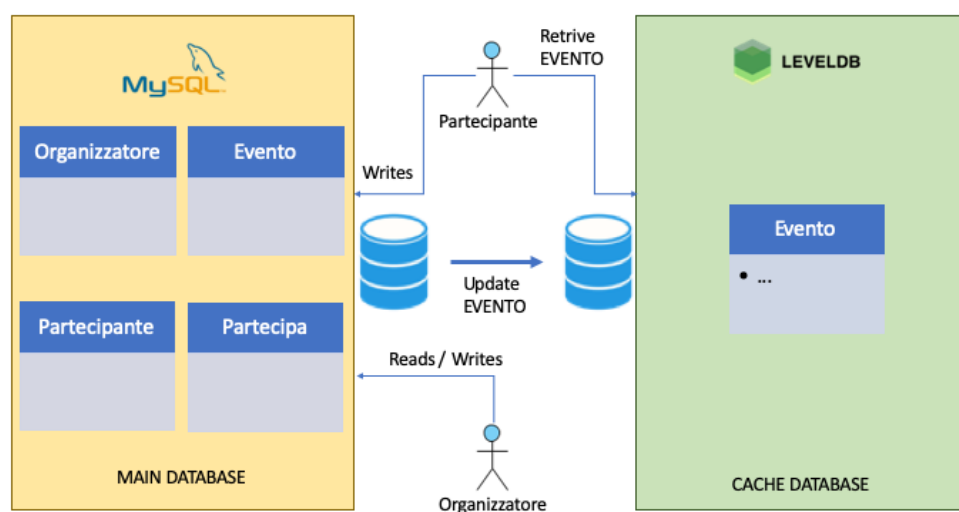 MySQL
Organizzatore
Evento
Partecipante
Partecipa
MAIN DATABASE
Retrive
EVENTO
Partecipante
Writes
Update
EVENTO
Reads / Writes
Organizzatore
LEVELDB
Evento
• ...
CACHE DATABASE